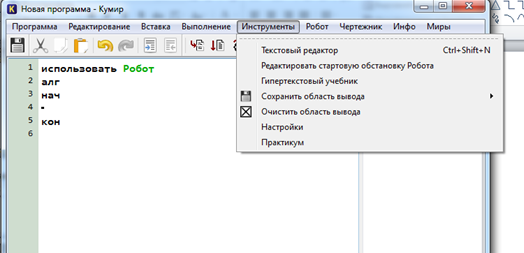 Новая программа - Кумир
Программа Редактирование Вставка Выполнение Инструменты Робот Чертежник Инфо Миры
1 использовать Робот
2 алг
3 нач
4 -
5 кон
6
Текстовый редактор Ctrl+Shift+N
Редактировать стартовую обстановку Робота
Гипертекстовый учебник
Сохранить область вывода
Очистить область вывода
Настройки
Практикум